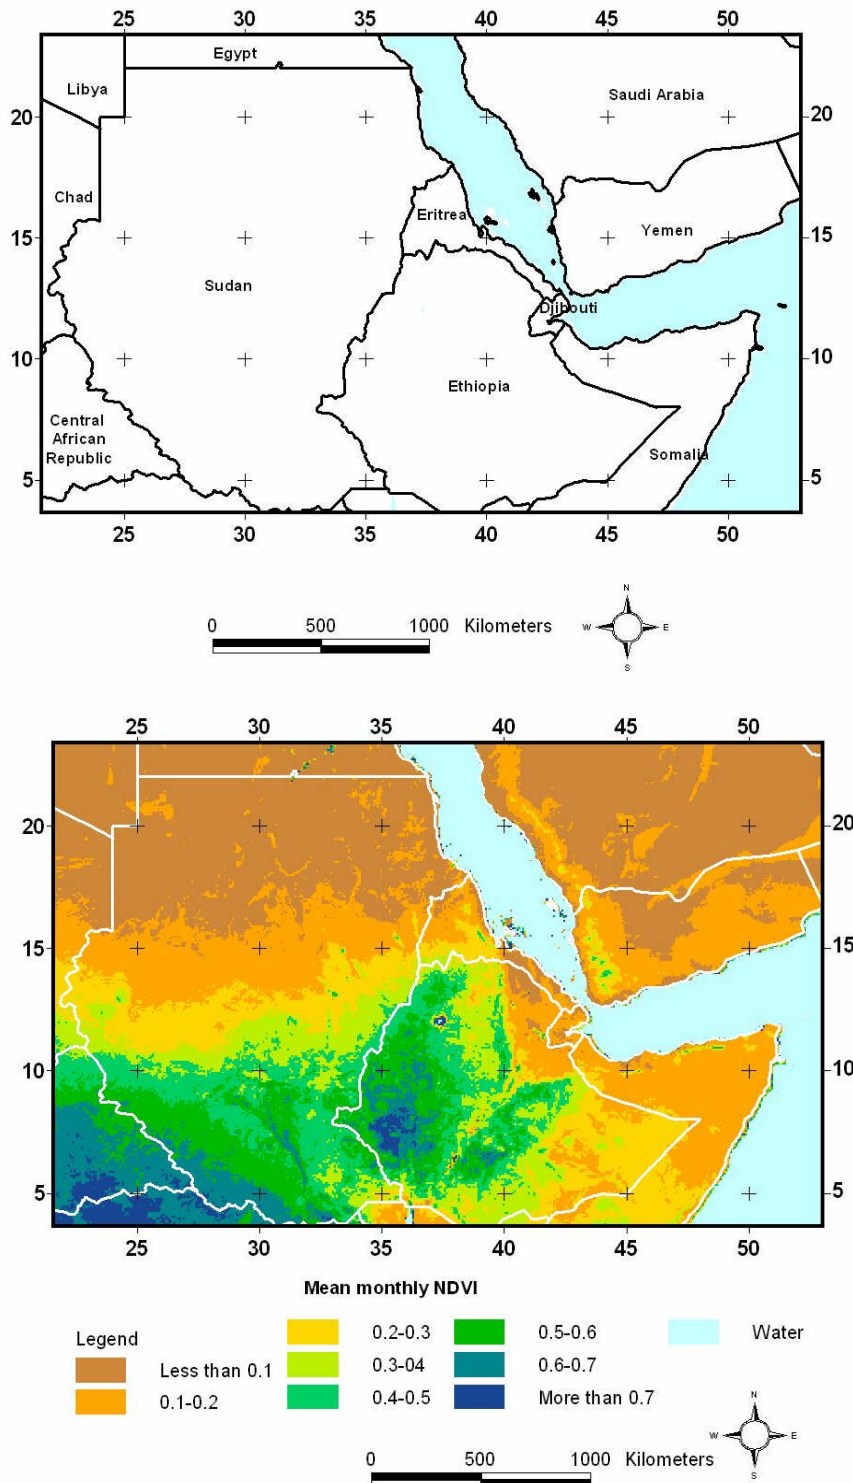 25 30 35 40 45 50
Egypt
Libya
Saudi Arabia
20 20
Chad
Eritrea
Yemen
15 15
Sudan
Djibouti
10 10
Ethiopia
Central
African
Republic
Somalia
5 5
25 30 35 40 45 50
0 500 1000 Kilometers
N
W E
S
25 30 35 40 45 50
20 20
15 15
10 10
5 5
25 30 35 40 45 50
Mean monthly NDVI
Legend
Less than 0.1
0.1-0.2
0.2-0.3
0.3-04
0.4-0.5
0.5-0.6
0.6-0.7
More than 0.7
Water
N
W E
S
0 500 1000 Kilometers